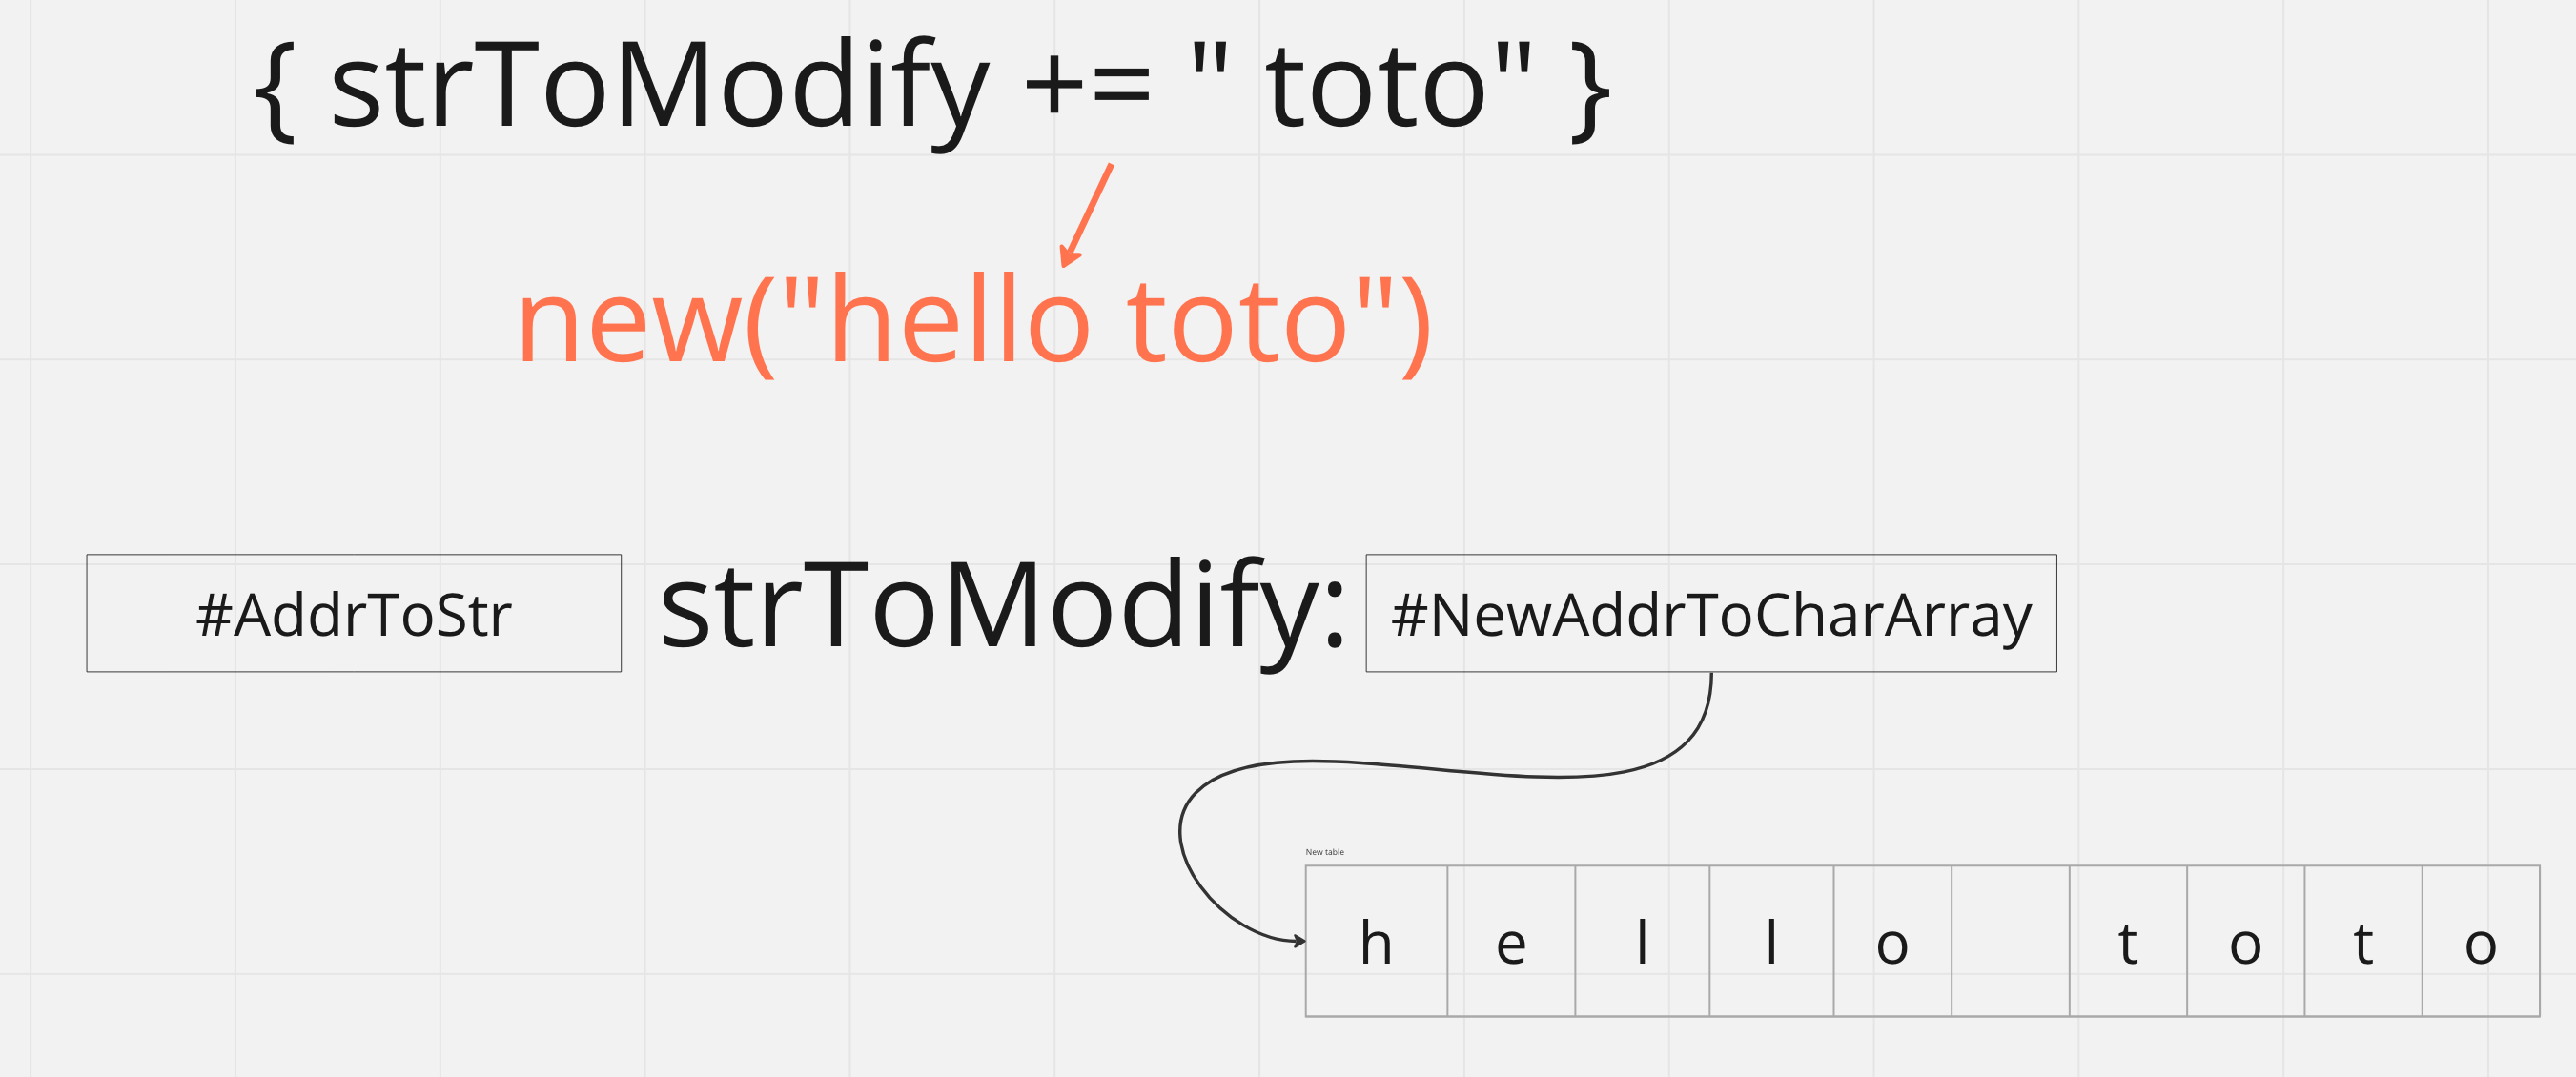 { strToModify += " toto" }
new("hello toto")
#AddrToStr strToModify: #NewAddrToCharArray
New table
h e l l o t o t o